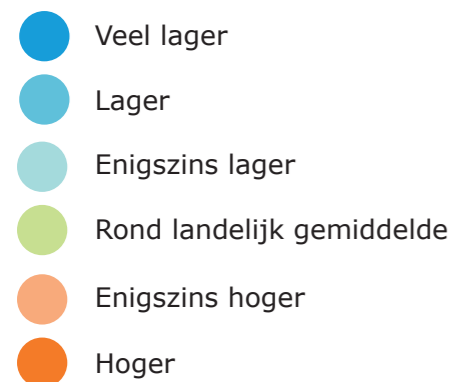 Veel lager
Lager
Enigszins lager
Rond landelijk gemiddelde
Enigszins hoger
Hoger